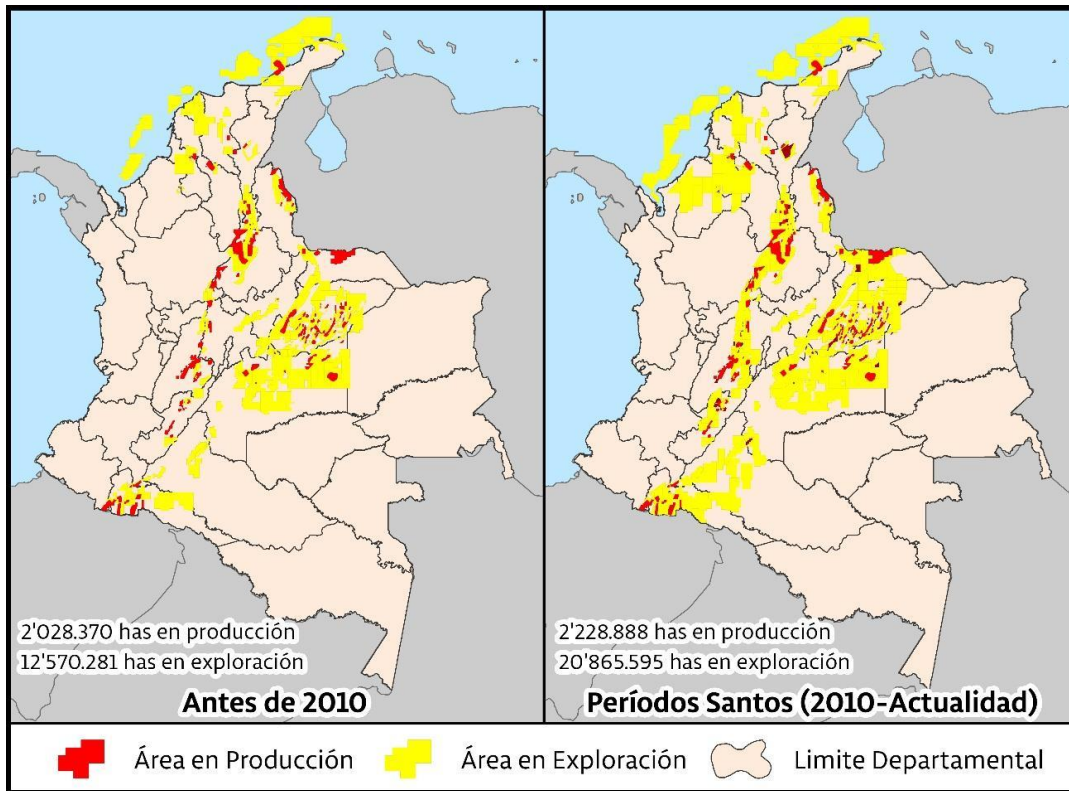 2'028.370 has en producción
12'570.281 has en exploración
Antes de 2010
2'228.888 has en producción
20'865.595 has en exploración
Períodos Santos (2010-Actualidad)
Área en Producción
Área en Exploración
Limite Departamental